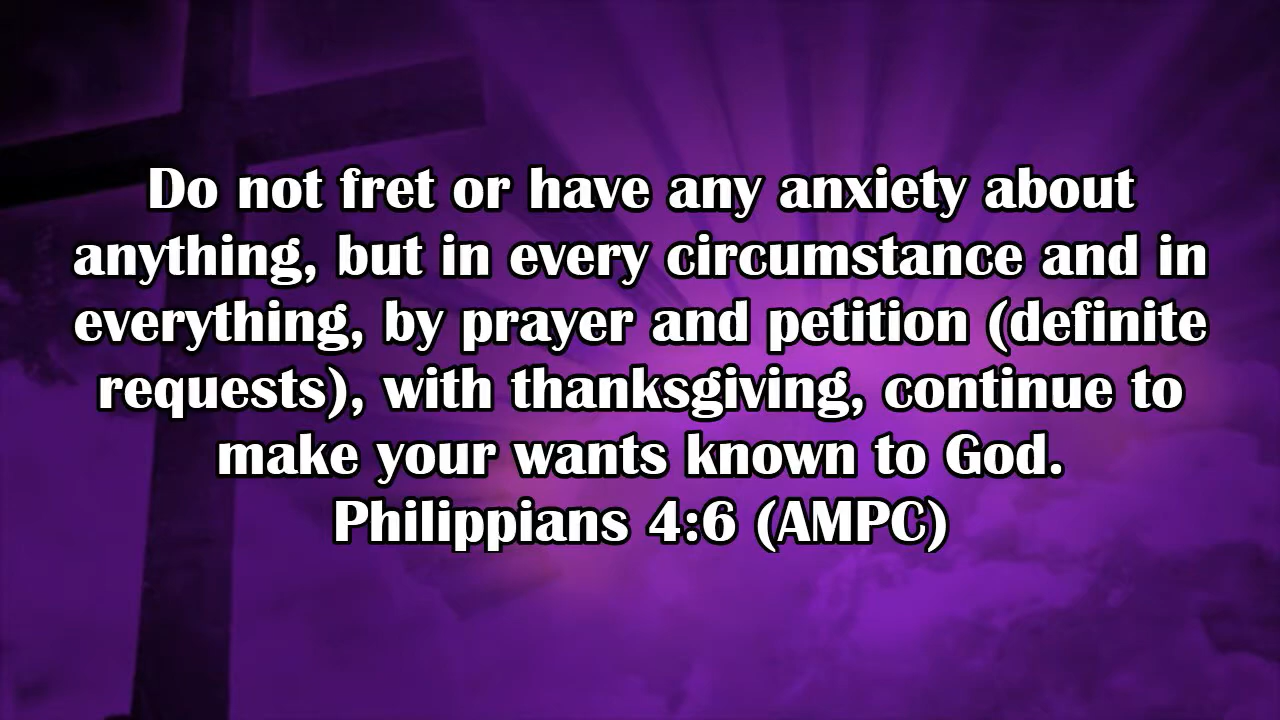 Do not fret or have any anxiety about
anything, but in every circumstance and in
everything, by prayer and petition (definite
requests), with thanksgiving, continue to
make your wants known to God.
Philippians 4:6 (AMPC)